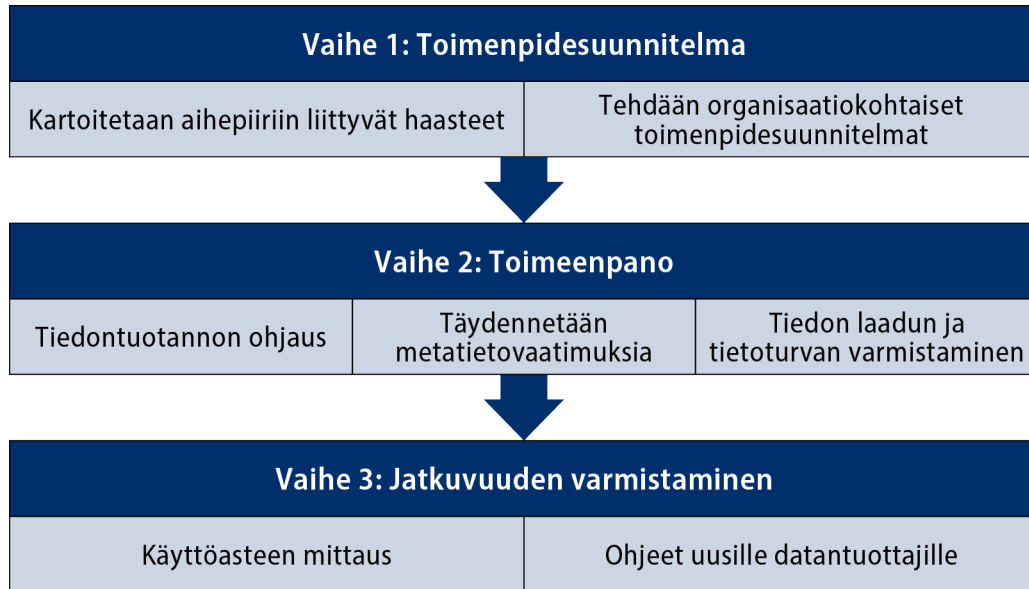 Vaihe 1: Toimenpidesuunnitelma
Kartoitetaan aihepiiriin liittyvät haasteet
Tehdään organisaatiokohtaiset
toimenpidesuunnitelmat
Vaihe 2: Toimeenpano
Tiedontuotannon ohjaus
Täydennetään
metatietovaatimuksia
Tiedon laadun ja
tietoturvan varmistaminen
Vaihe 3: Jatkuvuuden varmistaminen
Käyttöasteen mittaus
Ohjeet uusille datantuottajille